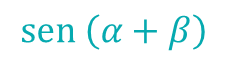 sen (α + β)